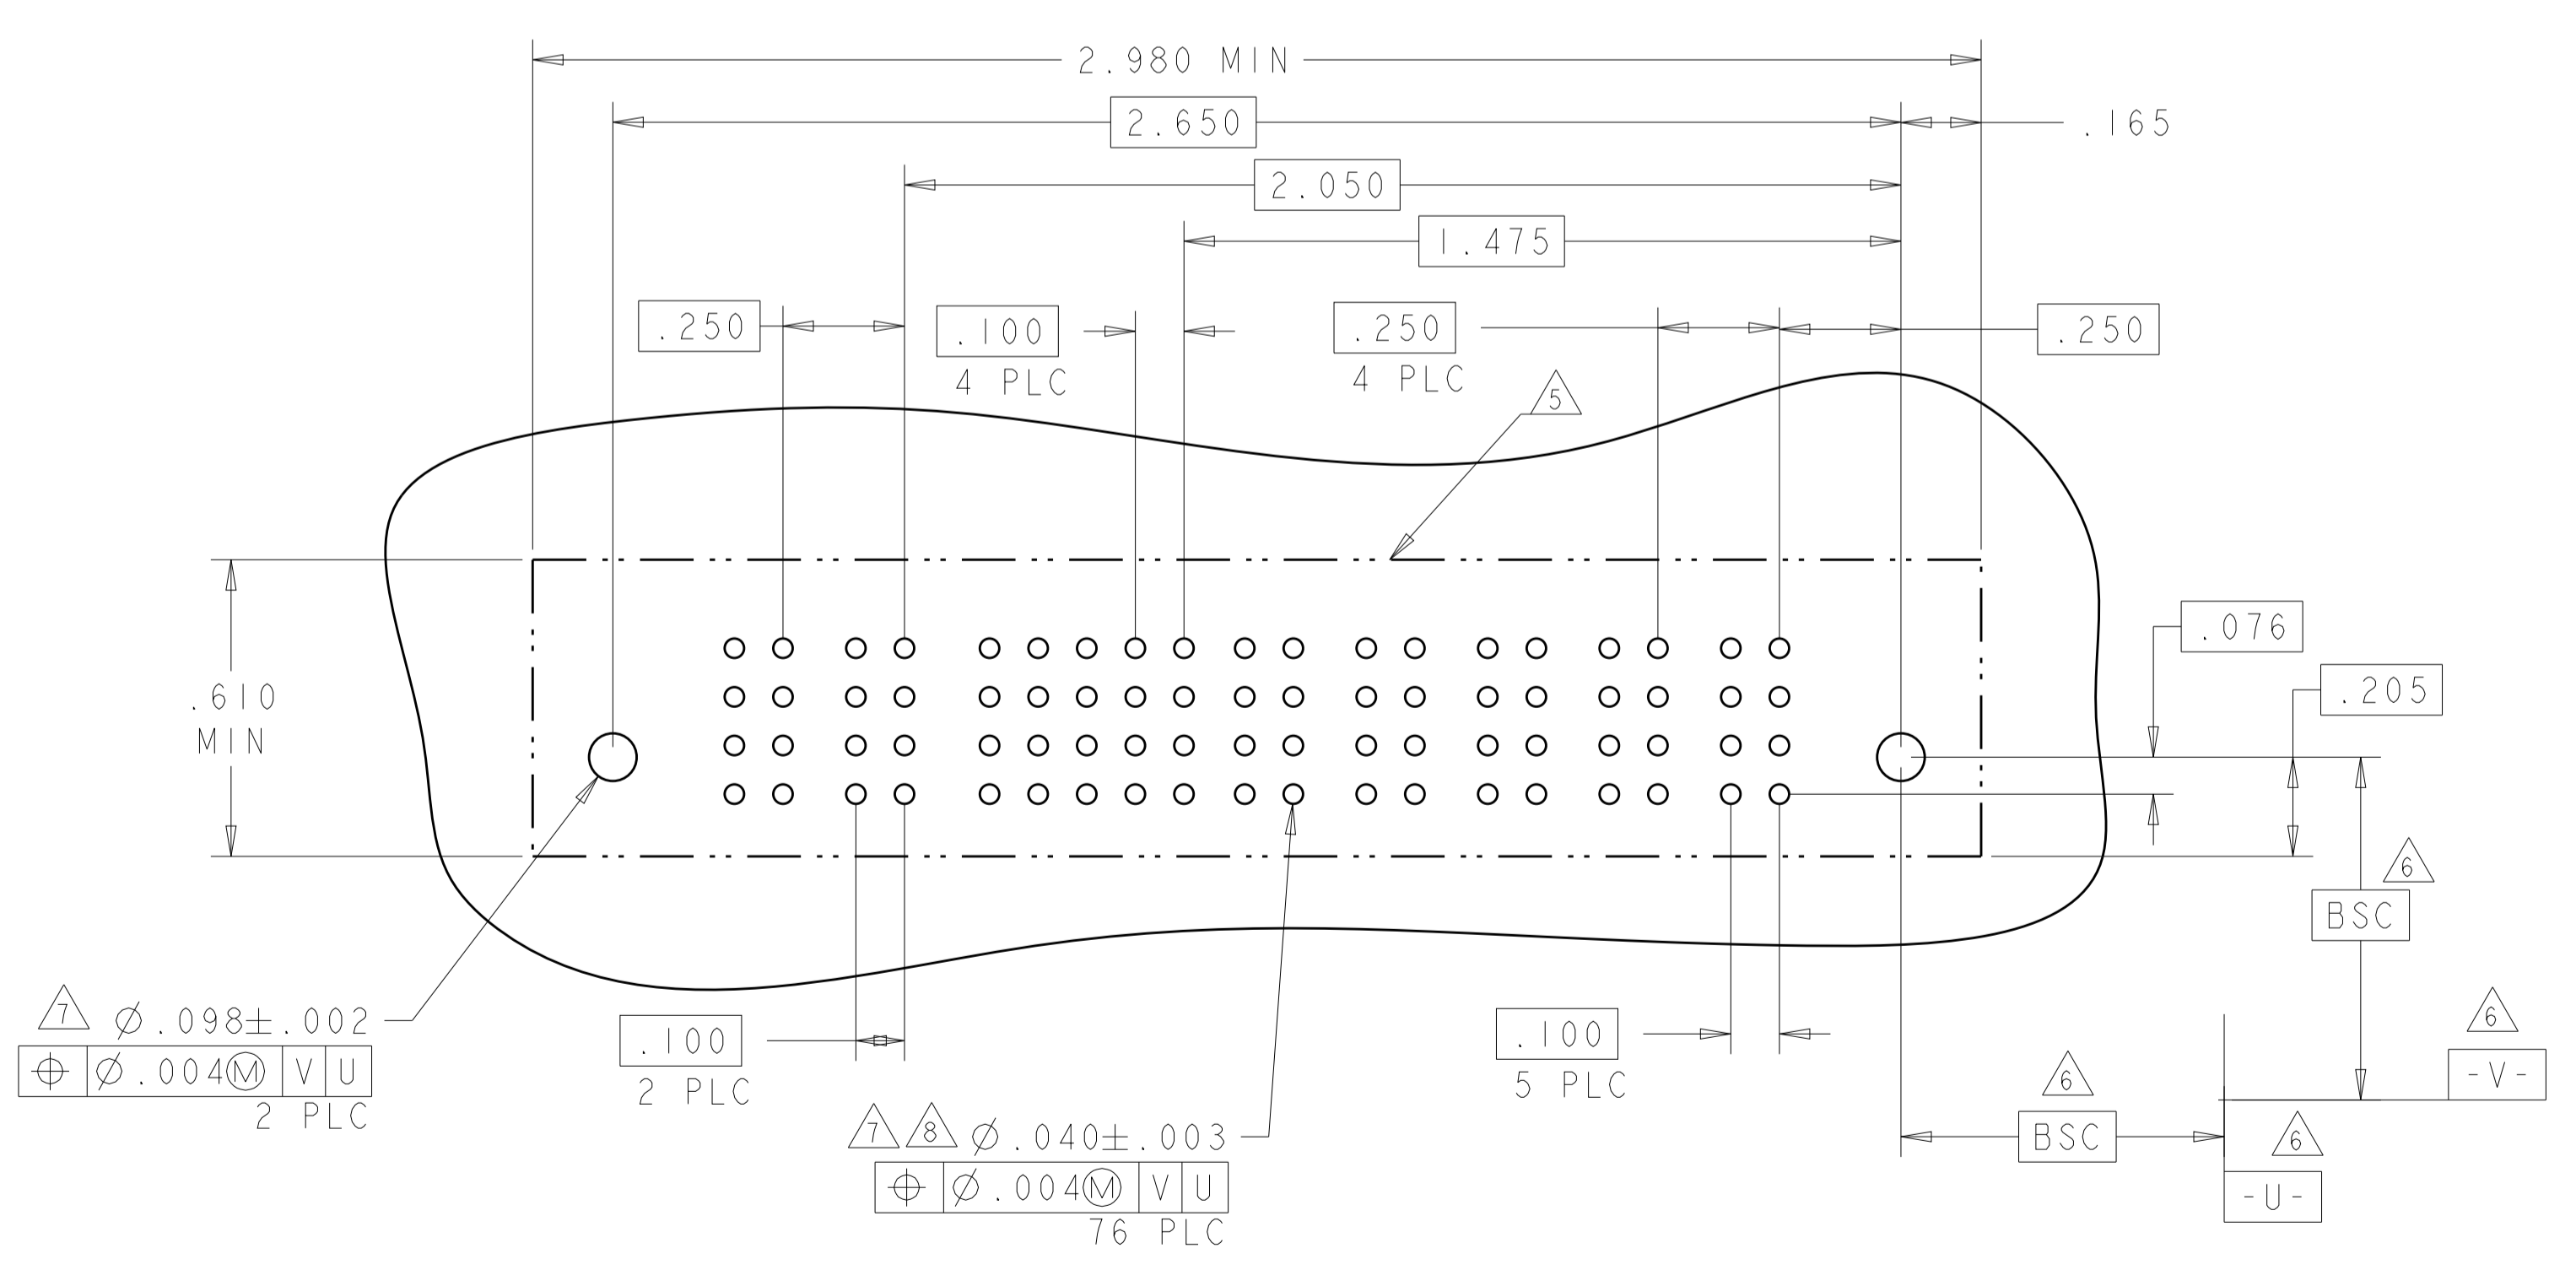 2.980 MIN
2.650
.165
2.050
1.475
.250
.100
4 PLC
.250
4 PLC
.250
5
.076
.205
.610
MIN
6
BSC
7 Ø.098±.002
⌖ Ø.004Ⓜ V U
2 PLC
.100
2 PLC
.100
5 PLC
7 8 Ø.040±.003
⌖ Ø.004Ⓜ V U
76 PLC
6
BSC
6
-V-
6
-U-